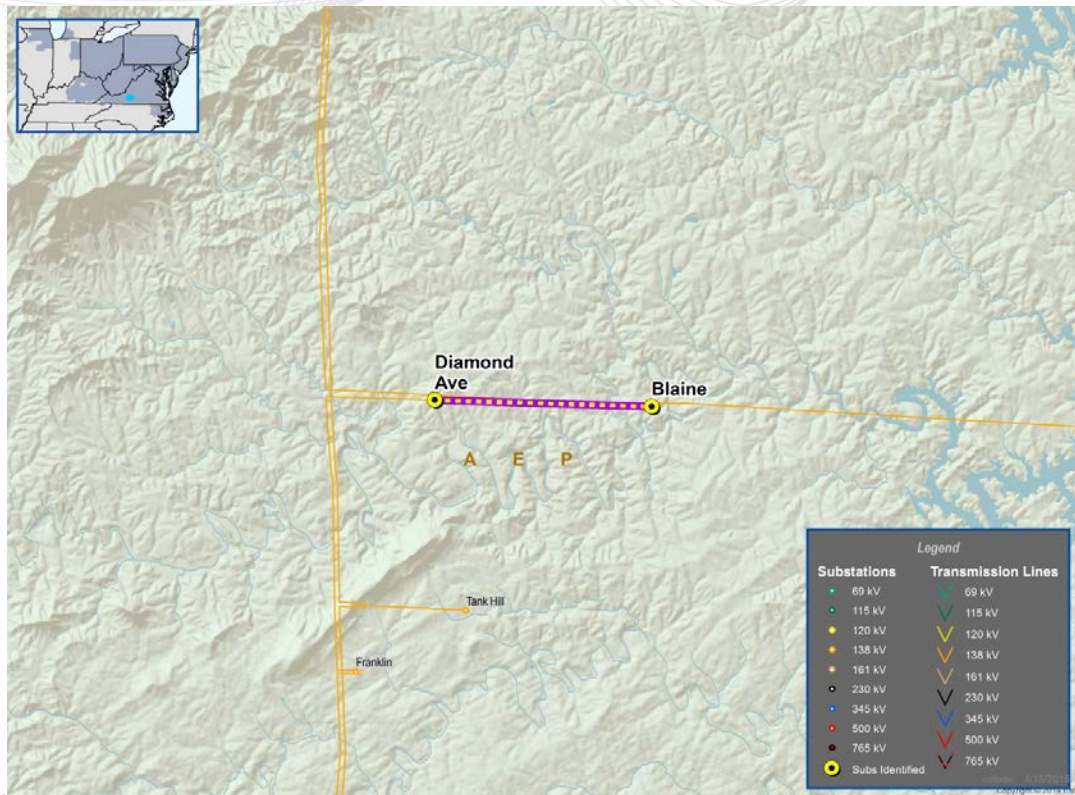 Diamond
Ave
Blaine
A E P
Tank Hill
Franklin
Legend
Substations
Transmission Lines
69 kV
69 kV
115 kV
115 kV
120 kV
120 kV
138 kV
138 kV
161 kV
161 kV
230 kV
230 kV
345 kV
345 kV
500 kV
500 kV
765 kV
765 kV
Subs Identified